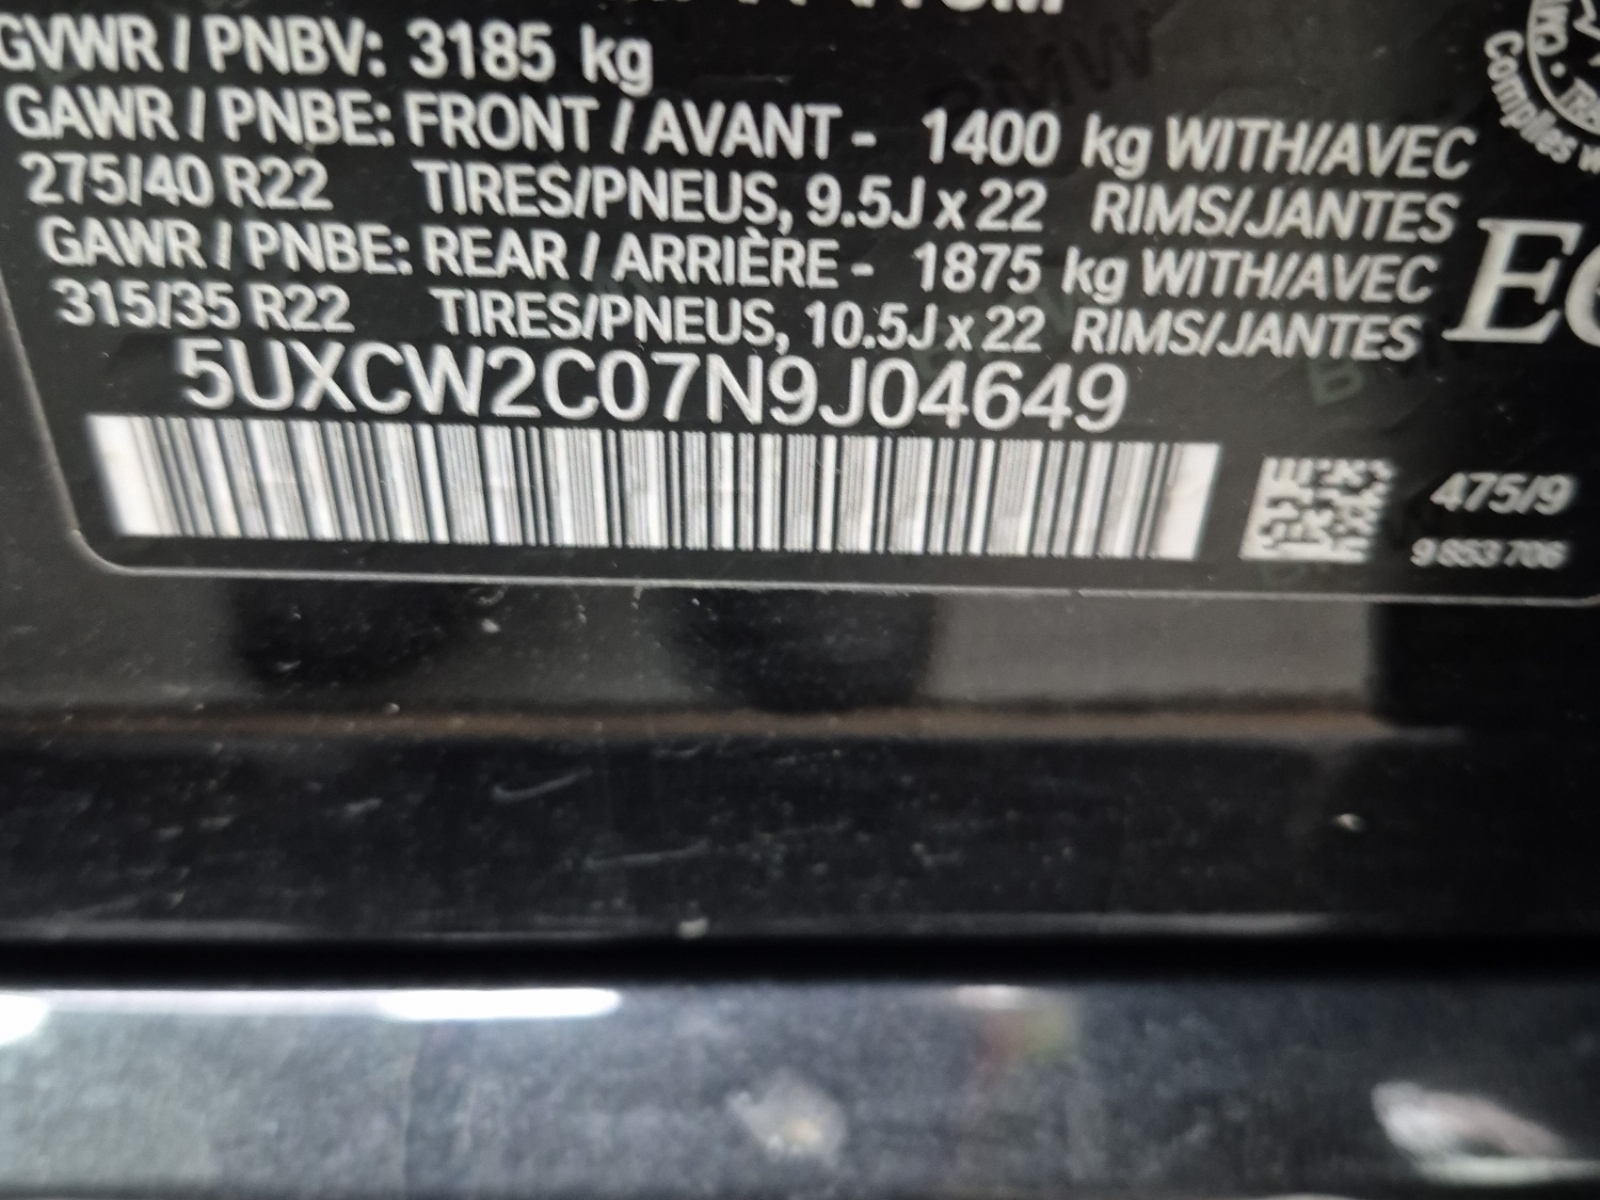 GVWR / PNBV: 3185 kg
GAWR / PNBE: FRONT / AVANT - 1400 kg WITH/AVEC
275/40 R22 TIRES/PNEUS, 9.5J x 22 RIMS/JANTES
GAWR / PNBE: REAR / ARRIÈRE - 1875 kg WITH/AVEC
315/35 R22 TIRES/PNEUS, 10.5J x 22 RIMS/JANTES
5UXCW2C07N9J04649
475/9
9 853 706
Complies
BMW